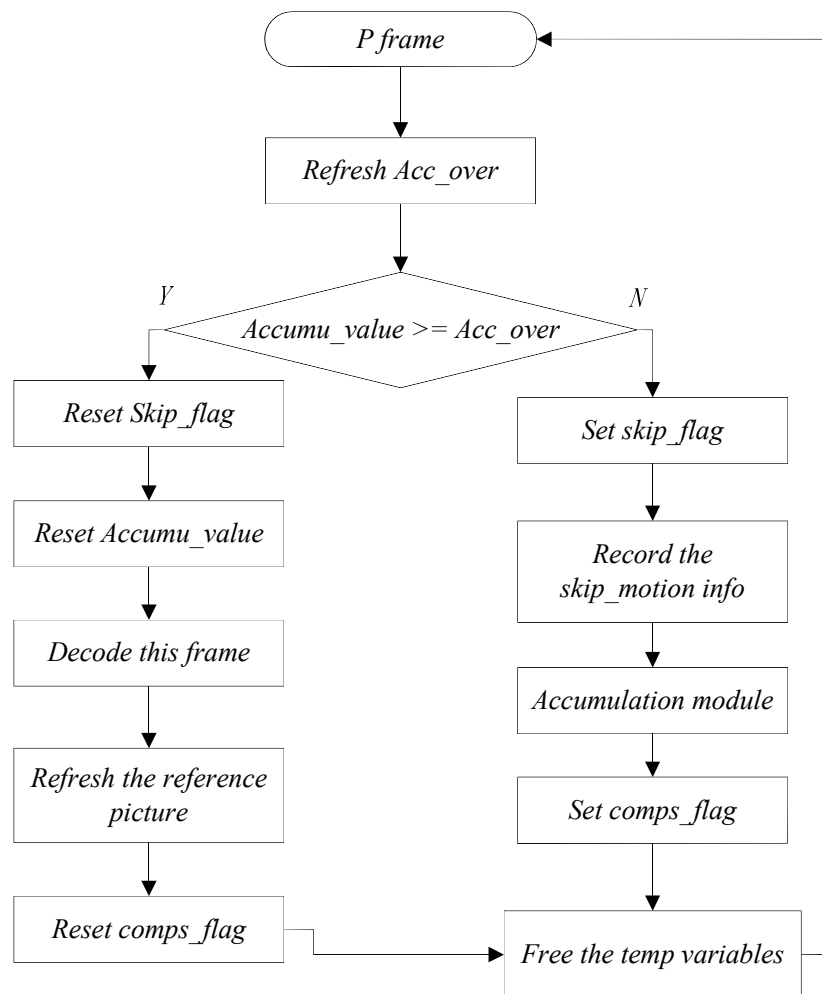 P frame
Refresh Acc_over
Y
N
Accumu_value >= Acc_over
Reset Skip_flag
Set skip_flag
Reset Accumu_value
Record the
skip_motion info
Decode this frame
Accumulation module
Refresh the reference
picture
Set comps_flag
Reset comps_flag
Free the temp variables